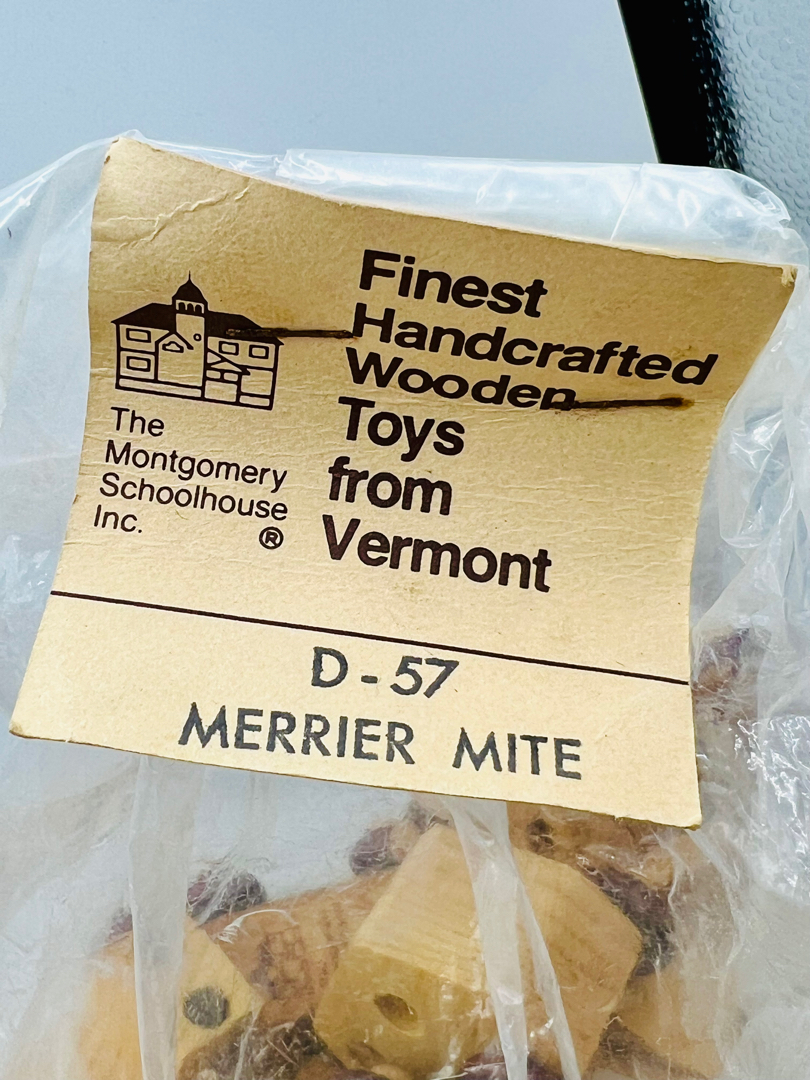 Finest
Handcrafted
Wooden
Toys
from
Vermont
The
Montgomery
Schoolhouse
Inc. ®
D-57
MERRIER MITE